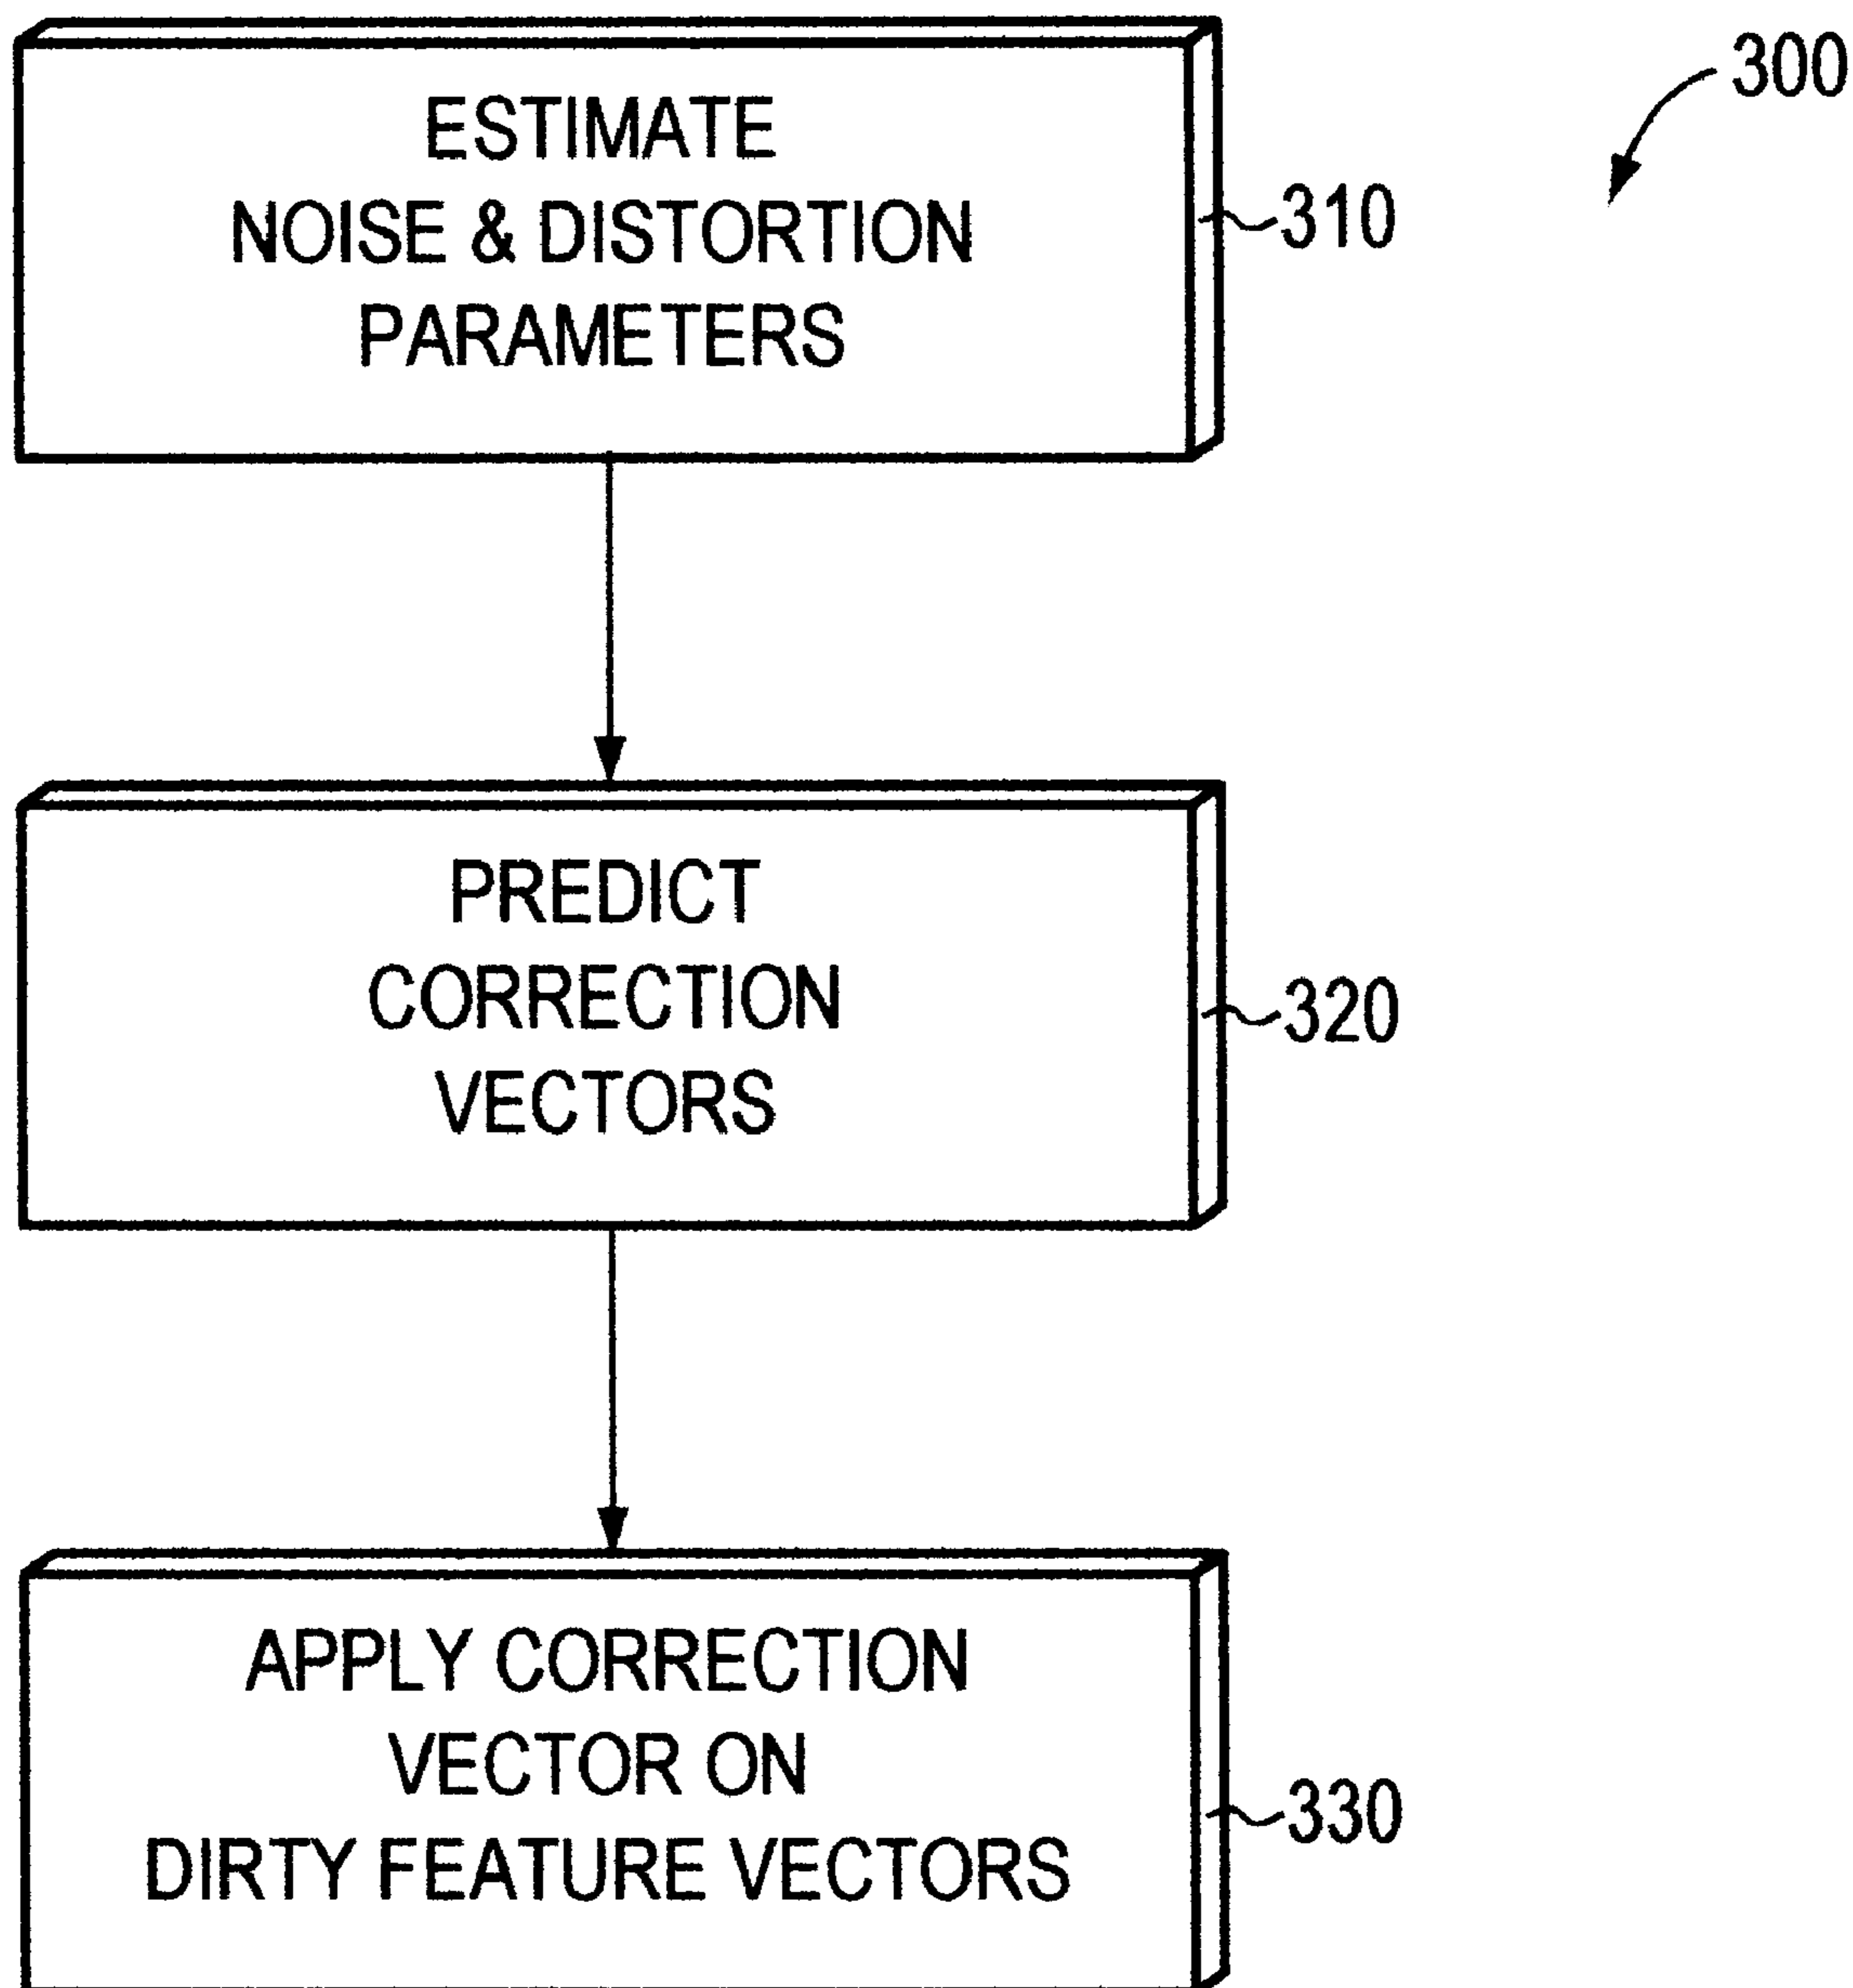 300
ESTIMATE
NOISE & DISTORTION
PARAMETERS
310
PREDICT
CORRECTION
VECTORS
320
APPLY CORRECTION
VECTOR ON
DIRTY FEATURE VECTORS
330